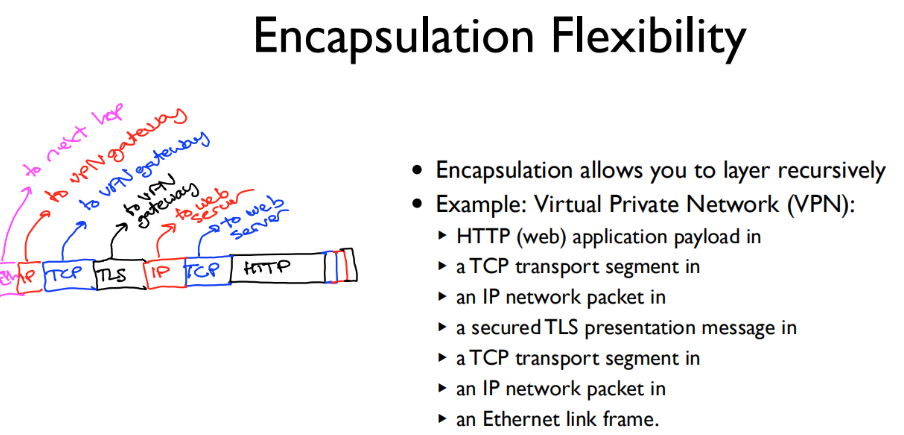 Encapsulation Flexibility
to next hop
to VPN gateway
to VPN gateway
to VPN
gateway
to web
server
to web
server
Eth IP TCP TLS IP TCP HTTP
• Encapsulation allows you to layer recursively
• Example: Virtual Private Network (VPN):
‣ HTTP (web) application payload in
‣ a TCP transport segment in
‣ an IP network packet in
‣ a secured TLS presentation message in
‣ a TCP transport segment in
‣ an IP network packet in
‣ an Ethernet link frame.